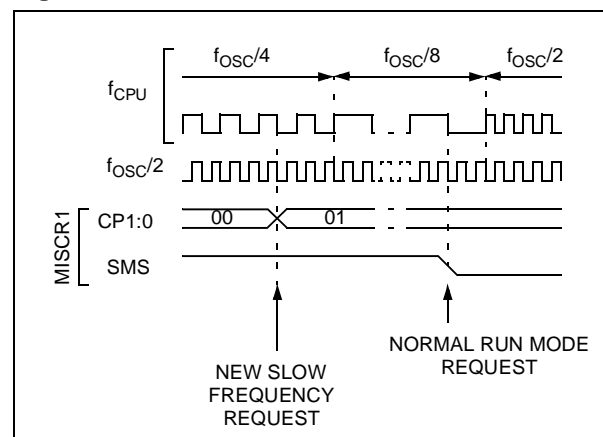 fOSC/4 fOSC/8 fOSC/2
fCPU
fOSC/2
MISCR1
CP1:0 00 01
SMS
NEW SLOW
FREQUENCY
REQUEST
NORMAL RUN MODE
REQUEST